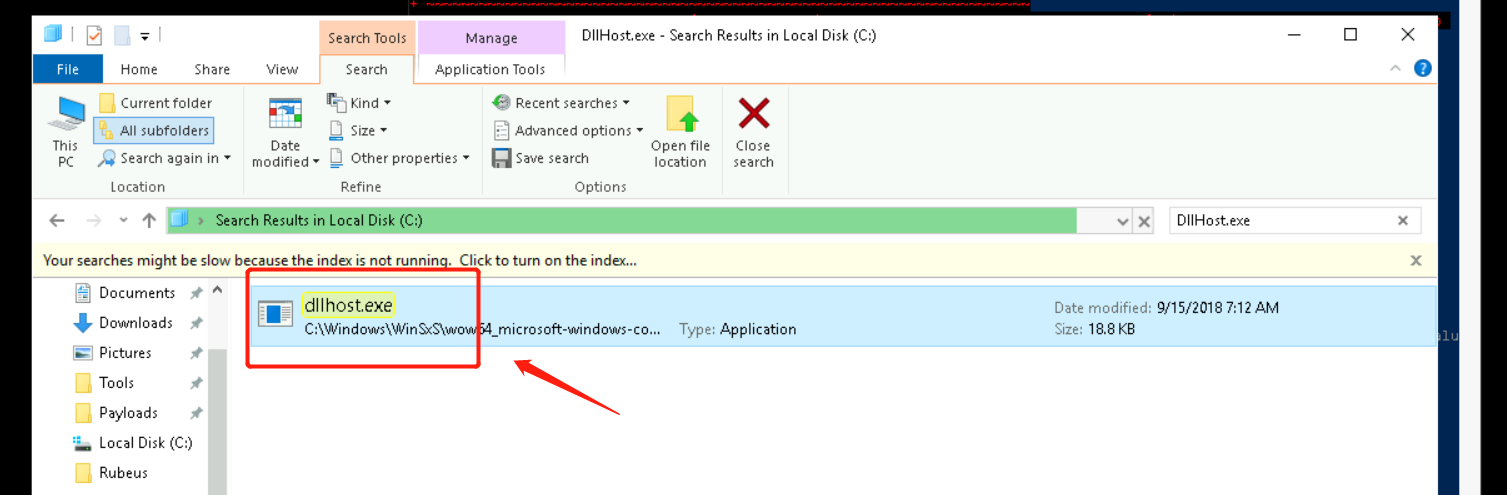 Search Tools
Manage
DllHost.exe - Search Results in Local Disk (C:)
File
Home
Share
View
Search
Application Tools
This PC
Current folder
All subfolders
Search again in
Location
Date modified
Kind
Size
Other properties
Refine
Recent searches
Advanced options
Save search
Options
Open file location
Close search
Search Results in Local Disk (C:)
DllHost.exe
Your searches might be slow because the index is not running. Click to turn on the index...
Documents
Downloads
Pictures
Tools
Payloads
Local Disk (C:)
Rubeus
dllhost.exe
C:\Windows\WinSxS\wow64_microsoft-windows-co...
Type: Application
Date modified: 9/15/2018 7:12 AM
Size: 18.8 KB